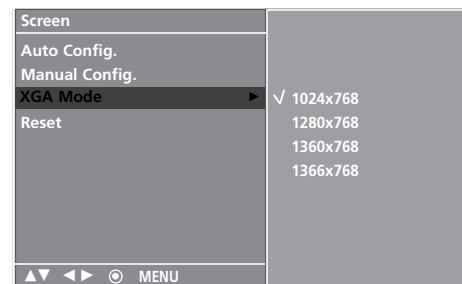 Screen
Auto Config.
Manual Config.
XGA Mode ►
Reset
√ 1024x768
1280x768
1360x768
1366x768
▲▼ ◄► ⦿ MENU